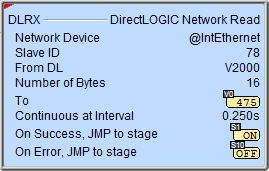 DLRX DirectLOGIC Network Read
Network Device @IntEthernet
Slave ID 78
From DL V2000
Number of Bytes 16
V0
To 475
Continuous at Interval 0.250s
S1
On Success, JMP to stage ON
S10
On Error, JMP to stage OFF